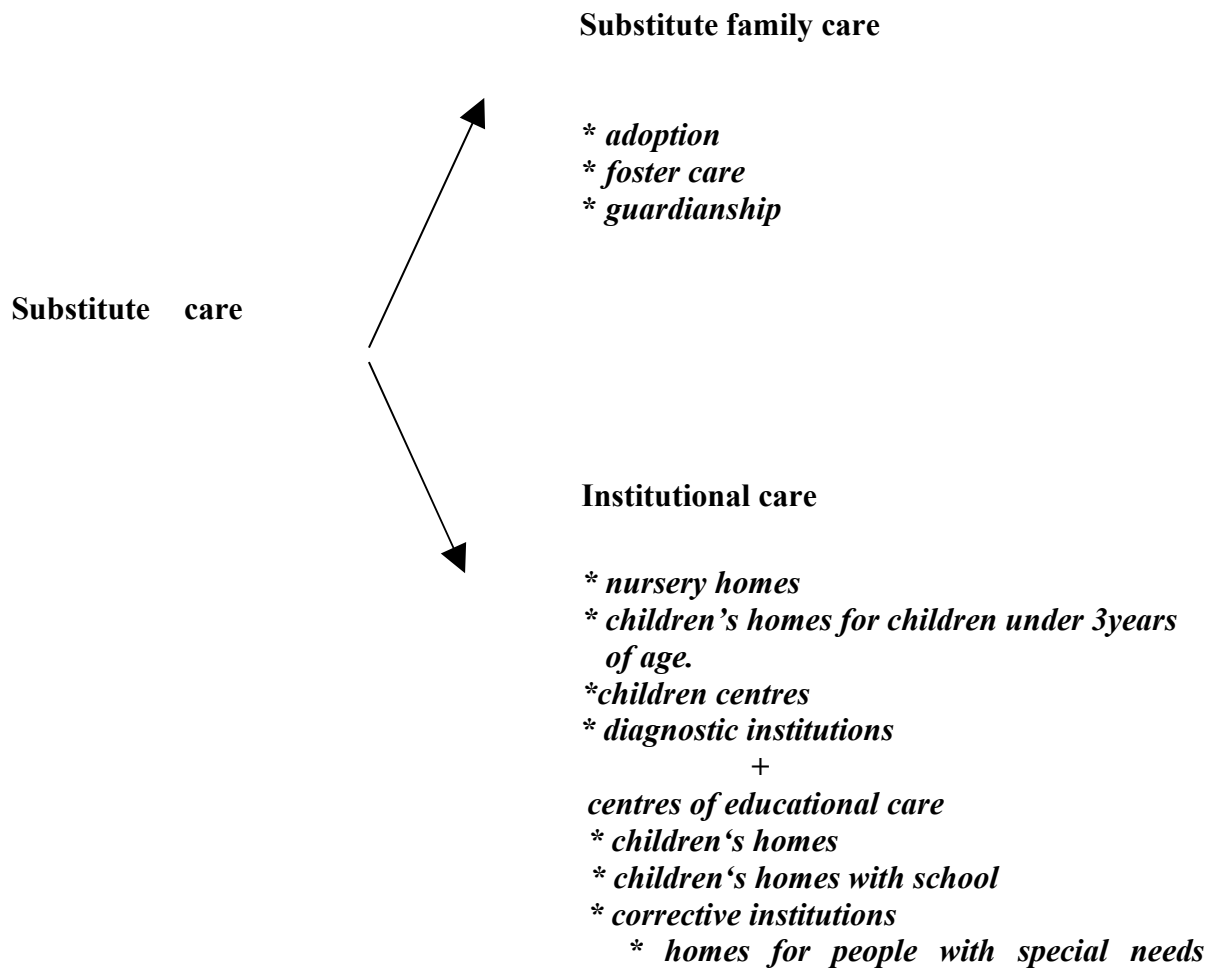 Substitute family care
* adoption
* foster care
* guardianship
Substitute care
Institutional care
* nursery homes
* children’s homes for children under 3years
of age.
*children centres
* diagnostic institutions
+
centres of educational care
* children‘s homes
* children‘s homes with school
* corrective institutions
* homes for people with special needs